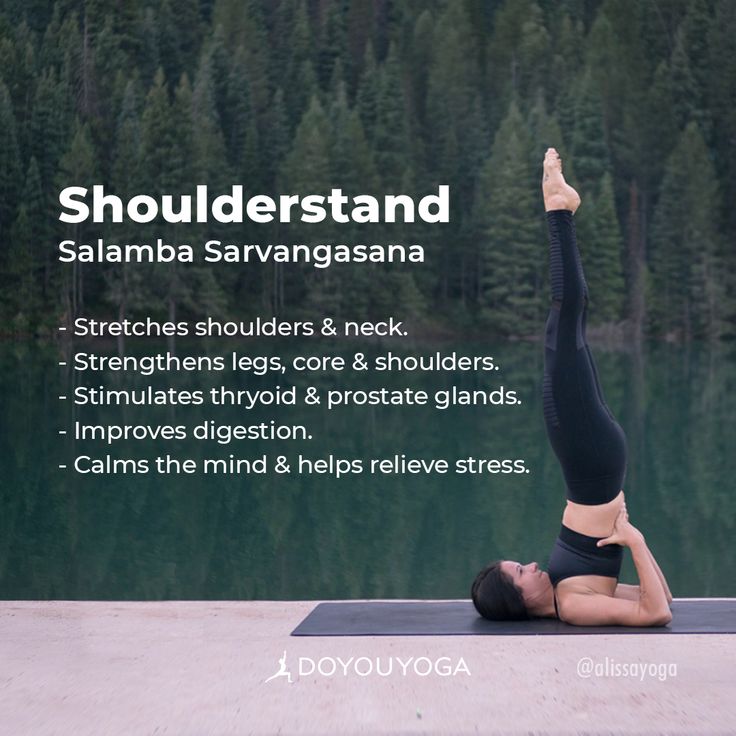 Shoulderstand
Salamba Sarvangasana
- Stretches shoulders & neck.
- Strengthens legs, core & shoulders.
- Stimulates thryoid & prostate glands.
- Improves digestion.
- Calms the mind & helps relieve stress.
DOYOUYOGA
@alissayoga